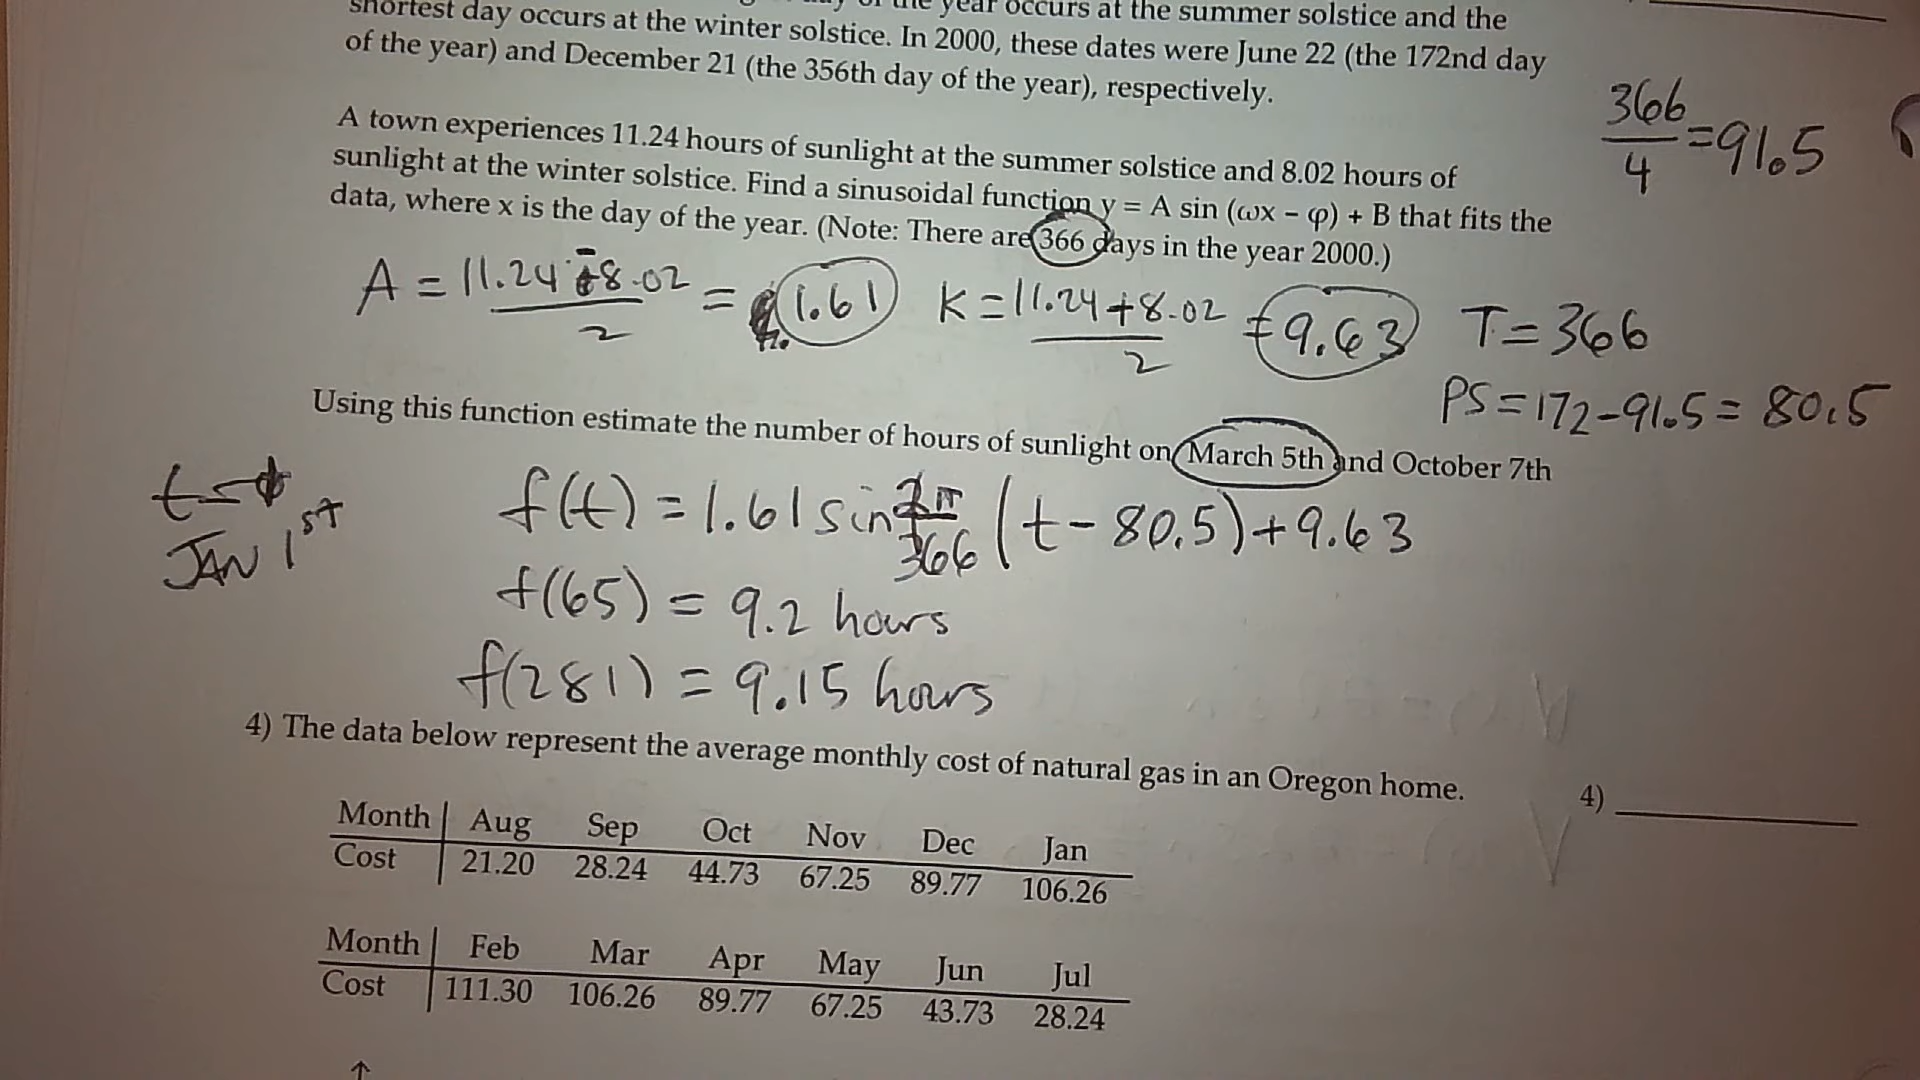 of the year occurs at the summer solstice and the
shortest day occurs at the winter solstice. In 2000, these dates were June 22 (the 172nd day
of the year) and December 21 (the 356th day of the year), respectively.
366
4
=91.5
A town experiences 11.24 hours of sunlight at the summer solstice and 8.02 hours of
sunlight at the winter solstice. Find a sinusoidal function y = A sin (ωx − φ) + B that fits the
data, where x is the day of the year. (Note: There are 366 days in the year 2000.)
A = 11.24 - 8.02 = 1.61 K = 11.24+8.02 = 9.63 T = 366
2 2
PS = 172-91.5 = 80.5
Using this function estimate the number of hours of sunlight on March 5th and October 7th
JAN 1st
f(t) = 1.61 sin 2π (t - 80.5) + 9.63
366
f(65) = 9.2 hours
f(281) = 9.15 hours
4) The data below represent the average monthly cost of natural gas in an Oregon home.
4)
Month Aug Sep Oct Nov Dec Jan
Cost 21.20 28.24 44.73 67.25 89.77 106.26
Month Feb Mar Apr May Jun Jul
Cost 111.30 106.26 89.77 67.25 43.73 28.24